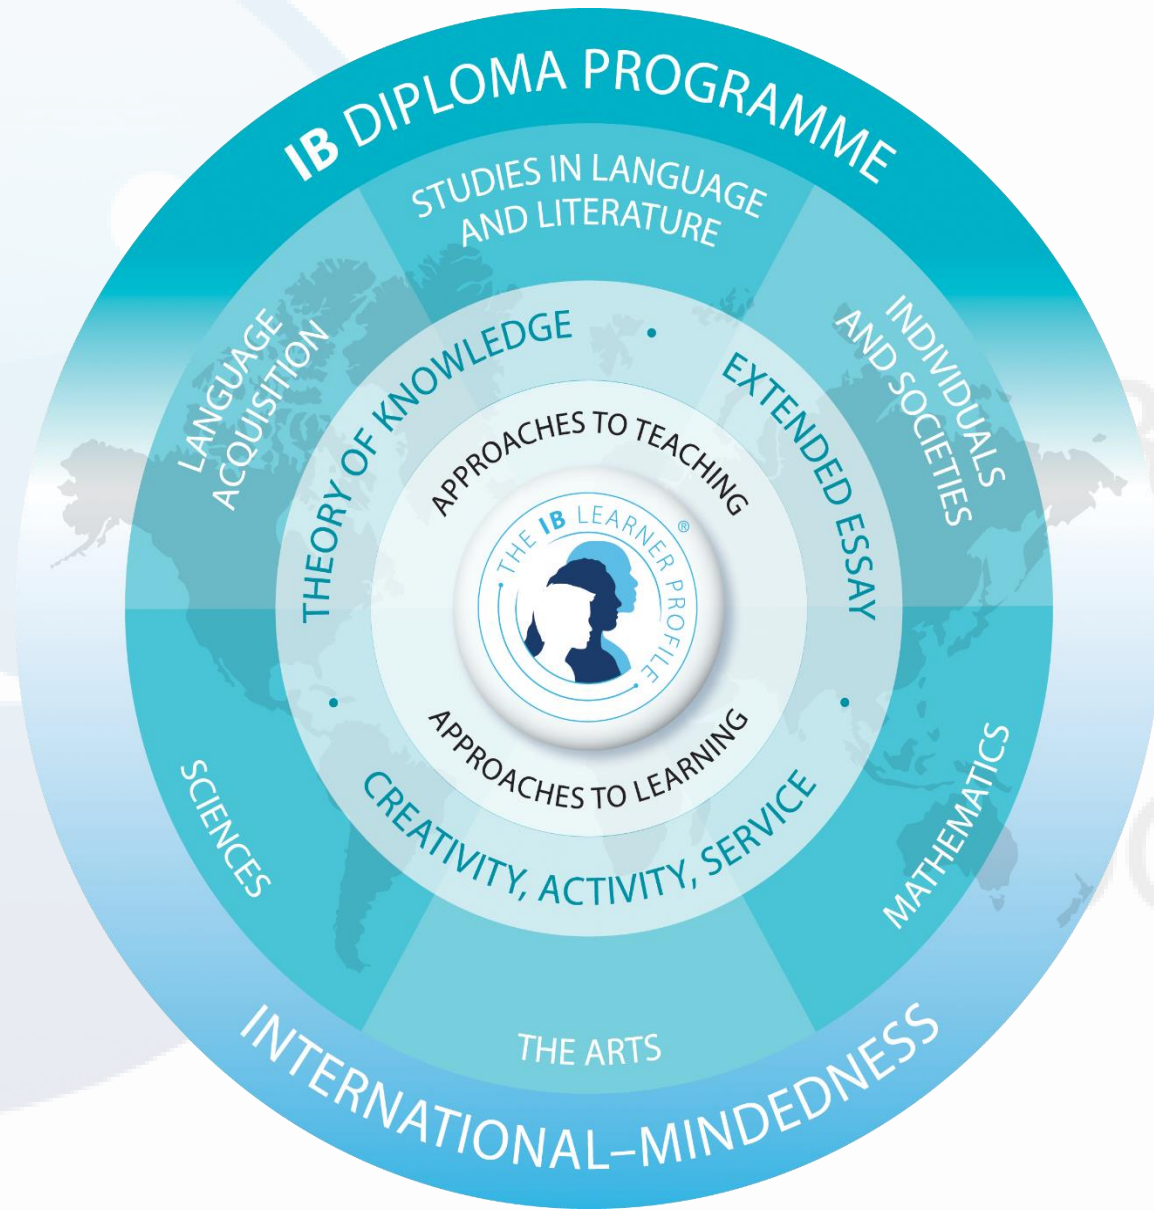 IB DIPLOMA PROGRAMME
STUDIES IN LANGUAGE
AND LITERATURE
LANGUAGE
ACQUISITION
INDIVIDUALS
AND SOCIETIES
THEORY OF KNOWLEDGE
•
EXTENDED ESSAY
APPROACHES TO TEACHING
• THE IB LEARNER PROFILE •
®
APPROACHES TO LEARNING
•
CREATIVITY, ACTIVITY, SERVICE
•
SCIENCES
MATHEMATICS
THE ARTS
INTERNATIONAL–MINDEDNESS